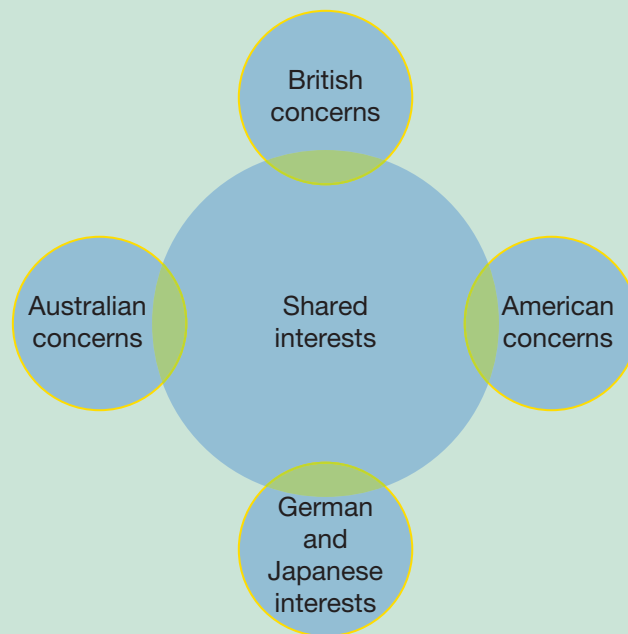 British
concerns
Australian
concerns
Shared
interests
American
concerns
German
and
Japanese
interests